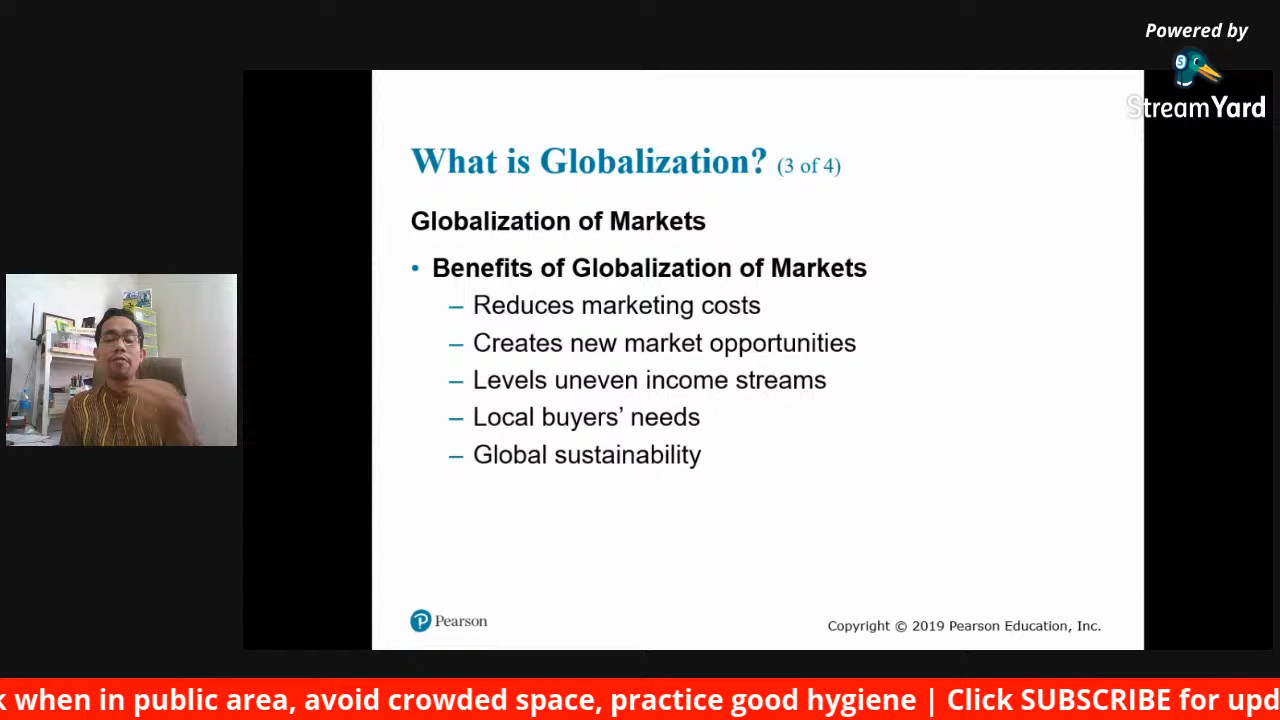 Powered by
StreamYard
What is Globalization? (3 of 4)
Globalization of Markets
• Benefits of Globalization of Markets
– Reduces marketing costs
– Creates new market opportunities
– Levels uneven income streams
– Local buyers’ needs
– Global sustainability
Pearson
Copyright © 2019 Pearson Education, Inc.
when in public area, avoid crowded space, practice good hygiene | Click SUBSCRIBE for upd